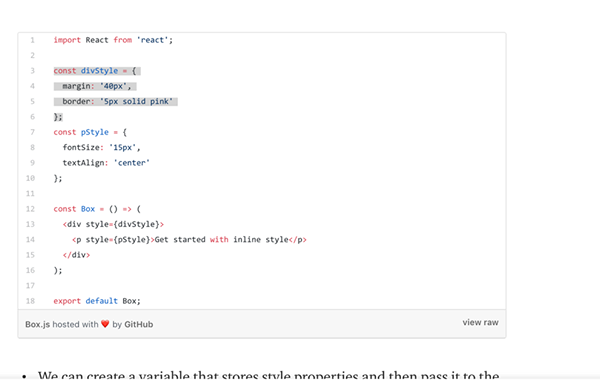 1 import React from 'react';
2
3 const divStyle = {
4 margin: '40px',
5 border: '5px solid pink'
6 };
7 const pStyle = {
8 fontSize: '15px',
9 textAlign: 'center'
10 };
11
12 const Box = () => (
13 <div style={divStyle}>
14 <p style={pStyle}>Get started with inline style</p>
15 </div>
16 );
17
18 export default Box;
Box.js hosted with ❤ by GitHub view raw
• We can create a variable that stores style properties and then pass it to the